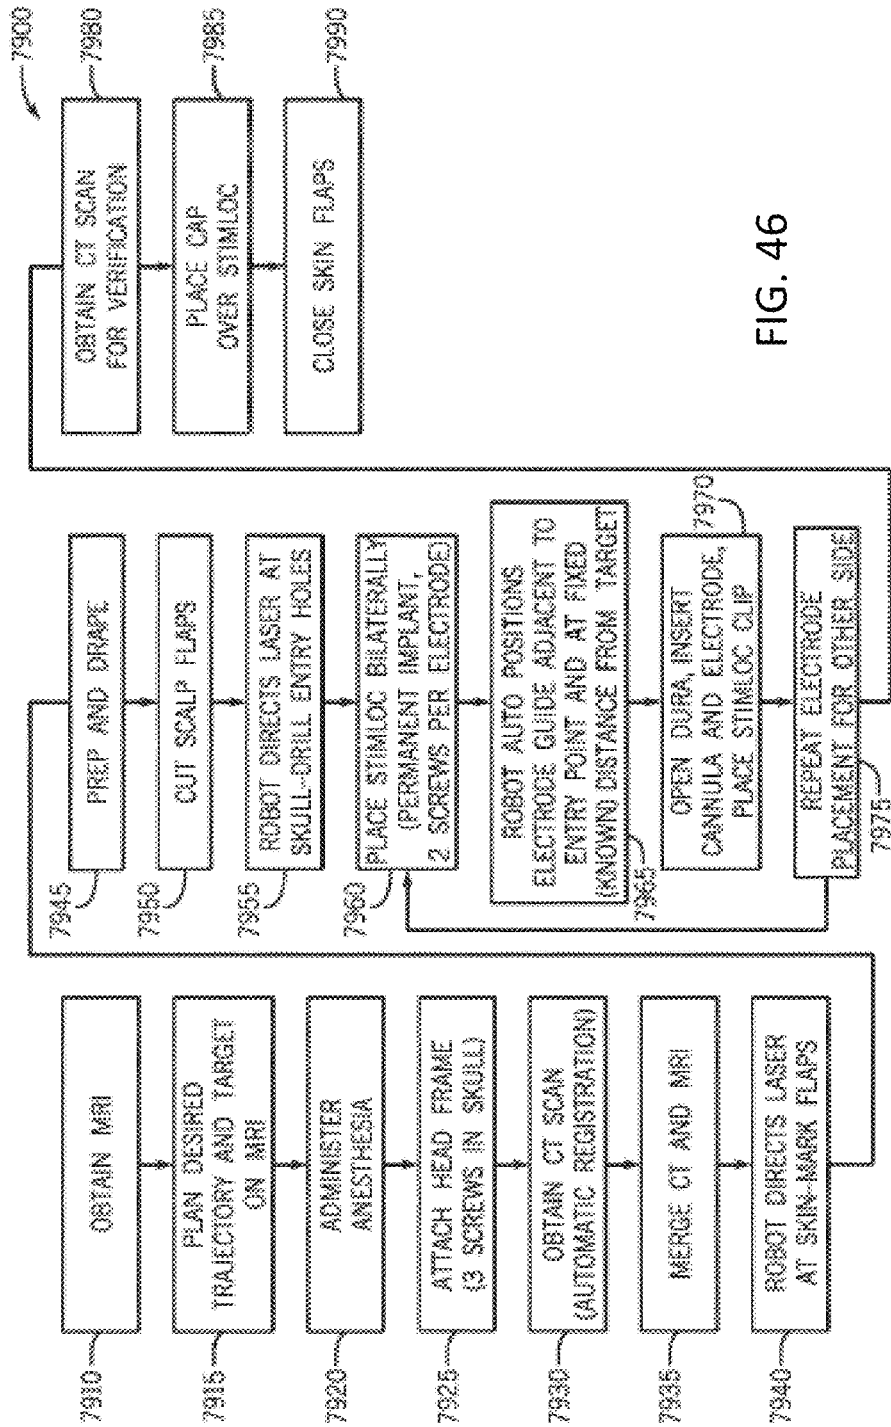 7900
7910
OBTAIN MRI
7915
PLAN DESIRED
TRAJECTORY AND TARGET
ON MRI
7920
ADMINISTER
ANESTHESIA
7925
ATTACH HEAD FRAME
(3 SCREWS IN SKULL)
7930
OBTAIN CT SCAN
(AUTOMATIC REGISTRATION)
7935
MERGE CT AND MRI
7940
ROBOT DIRECTS LASER
AT SKIN-MARK FLAPS
7945
PREP AND DRAPE
7950
CUT SCALP FLAPS
7955
ROBOT DIRECTS LASER AT
SKULL-DRILL ENTRY HOLES
7960
PLACE STIMLOC BILATERALLY
(PERMANENT IMPLANT,
2 SCREWS PER ELECTRODE)
ROBOT AUTO POSITIONS
ELECTRODE GUIDE ADJACENT TO
ENTRY POINT AND AT FIXED
(KNOWN) DISTANCE FROM TARGET
7965
7970
OPEN DURA, INSERT
CANNULA AND ELECTRODE,
PLACE STIMLOC CLIP
REPEAT ELECTRODE
PLACEMENT FOR OTHER SIDE
7975
OBTAIN CT SCAN
FOR VERIFICATION
7980
PLACE CAP
OVER STIMLOC
7985
CLOSE SKIN FLAPS
7990
FIG. 46